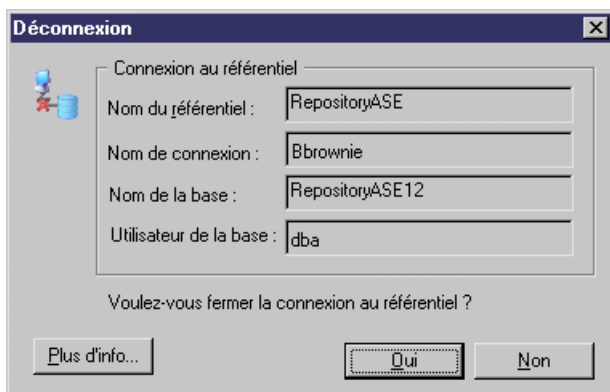 Déconnexion
Connexion au référentiel
Nom du référentiel : RepositoryASE
Nom de connexion : Bbrownie
Nom de la base : RepositoryASE12
Utilisateur de la base : dba
Voulez-vous fermer la connexion au référentiel ?
Plus d'info... Oui Non